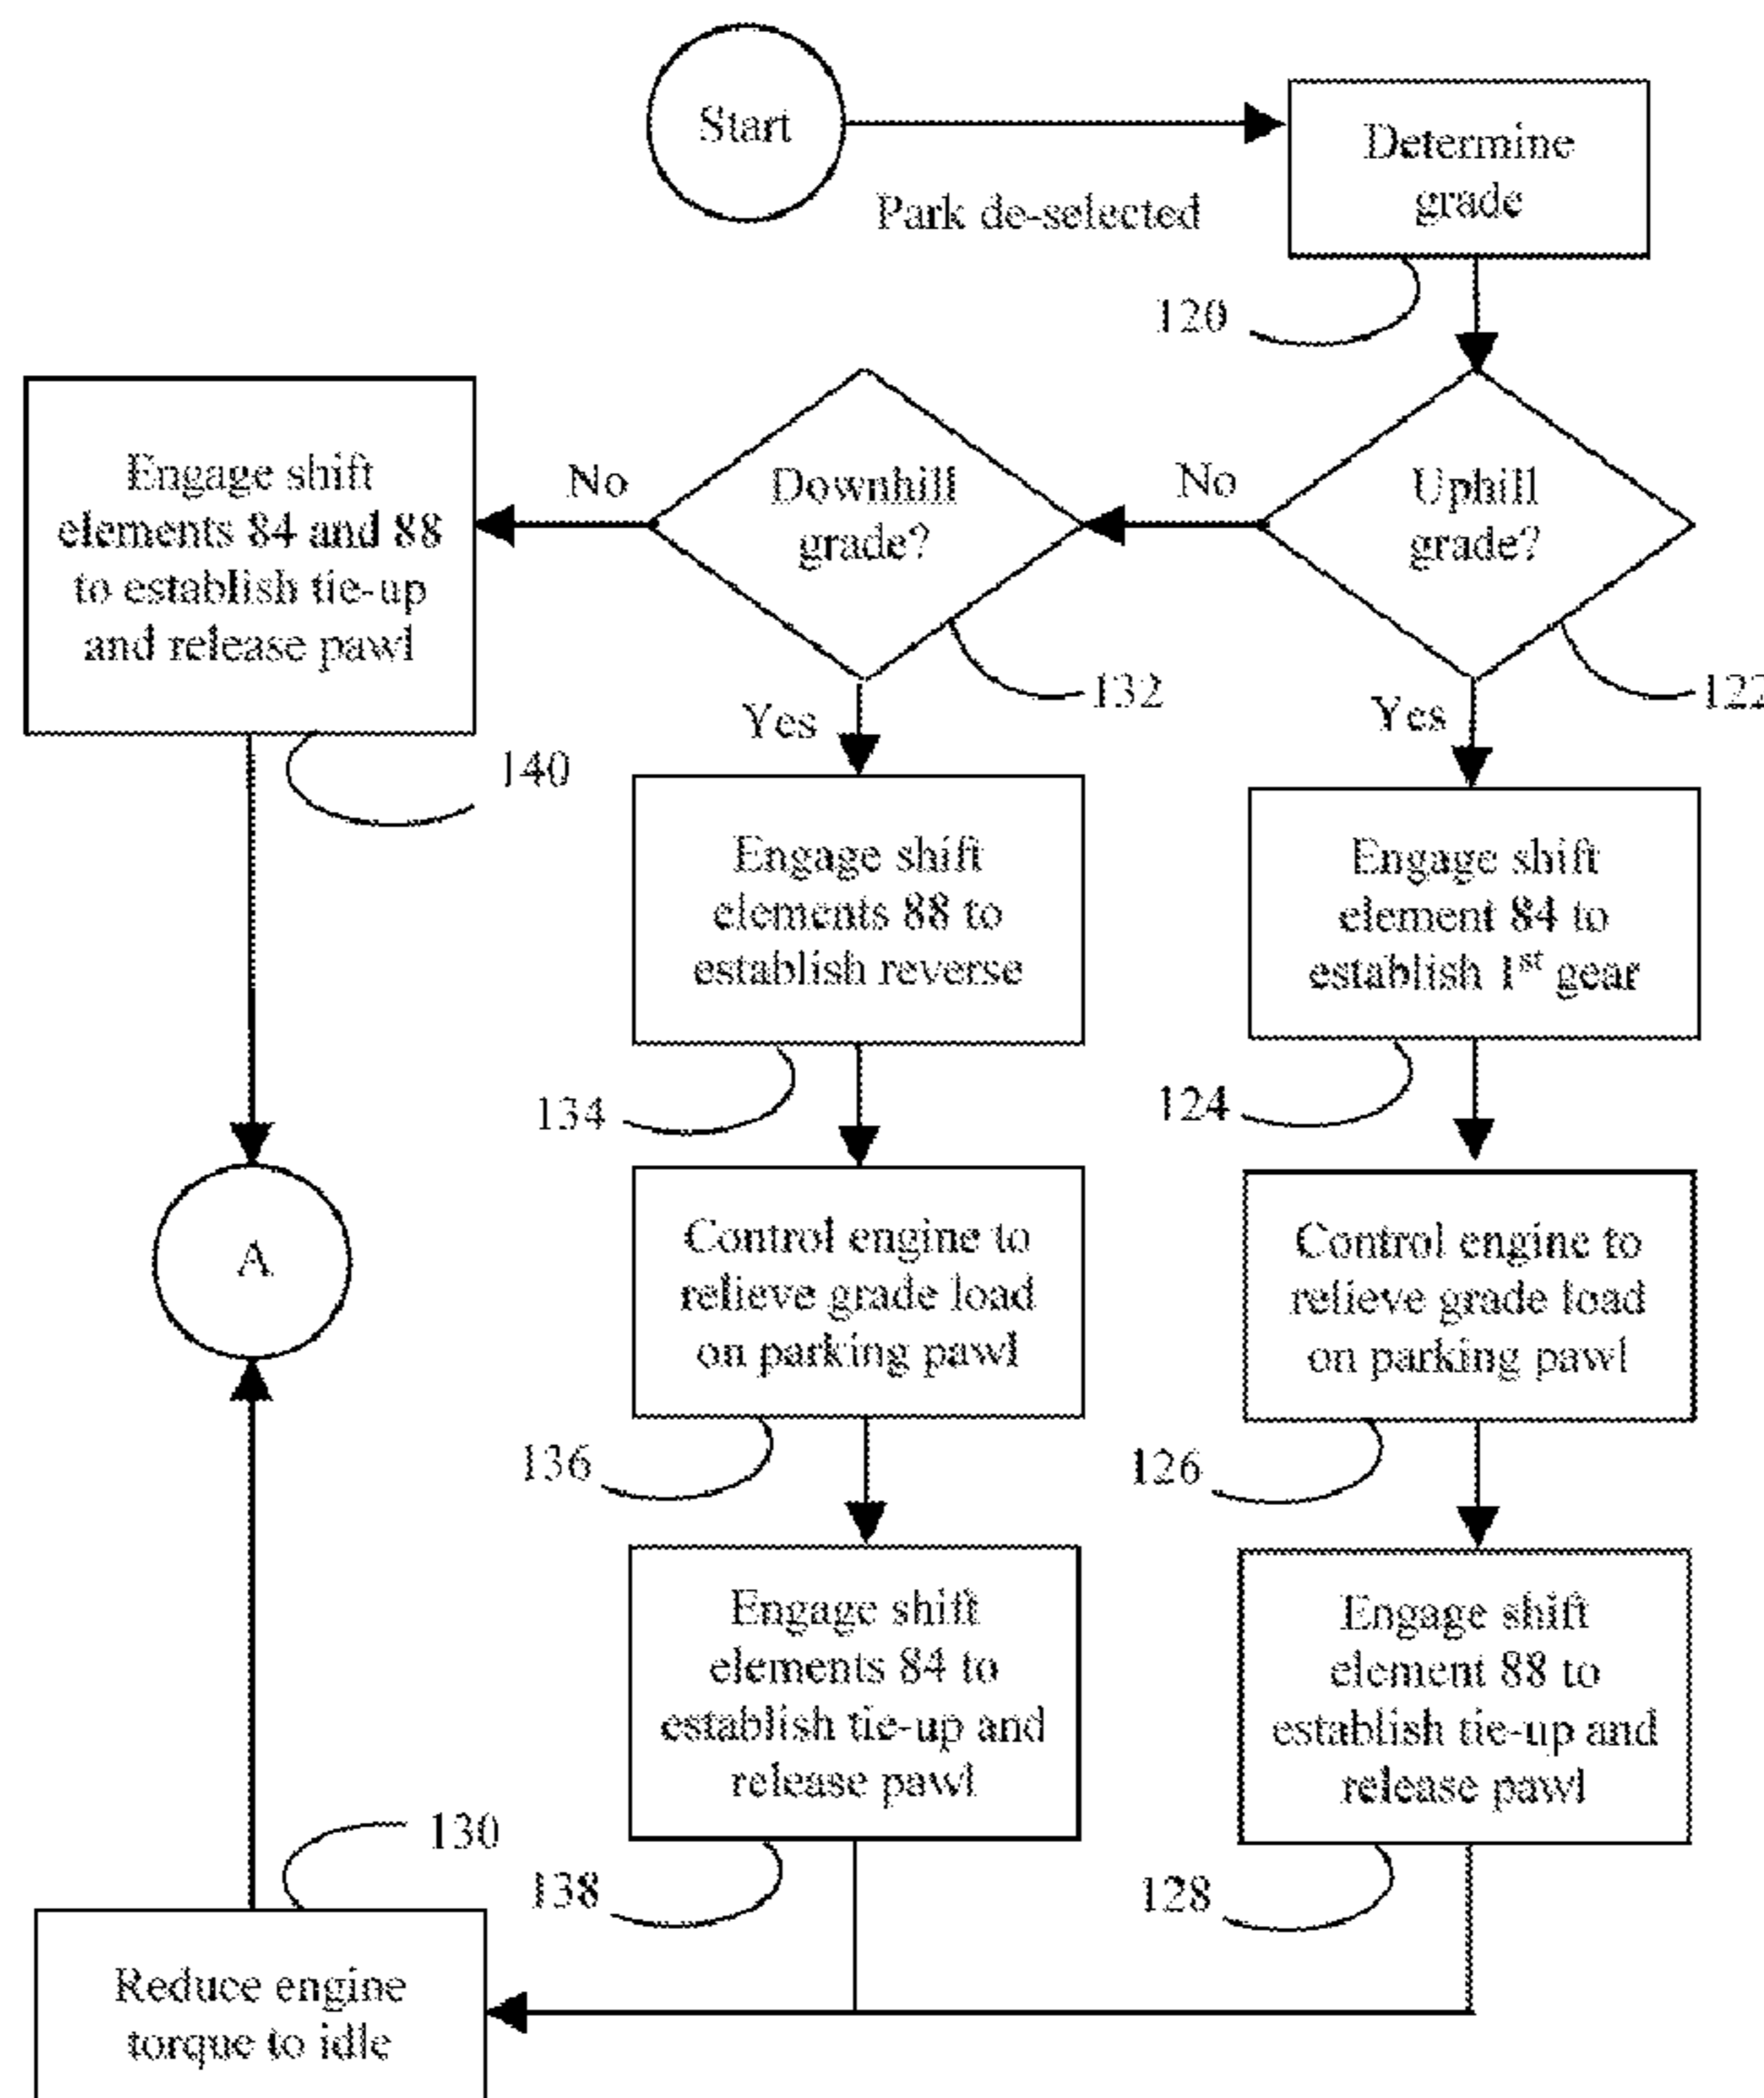 Start
Park de-selected
Determine
grade
120
Uphill
grade?
122
No
Yes
Downhill
grade?
132
No
Yes
Engage shift
elements 84 and 88
to establish tie-up
and release pawl
140
Engage shift
elements 88 to
establish reverse
134
Engage shift
element 84 to
establish 1st gear
124
A
Control engine to
relieve grade load
on parking pawl
136
Control engine to
relieve grade load
on parking pawl
126
Engage shift
elements 84 to
establish tie-up and
release pawl
138
Engage shift
element 88 to
establish tie-up and
release pawl
128
130
Reduce engine
torque to idle